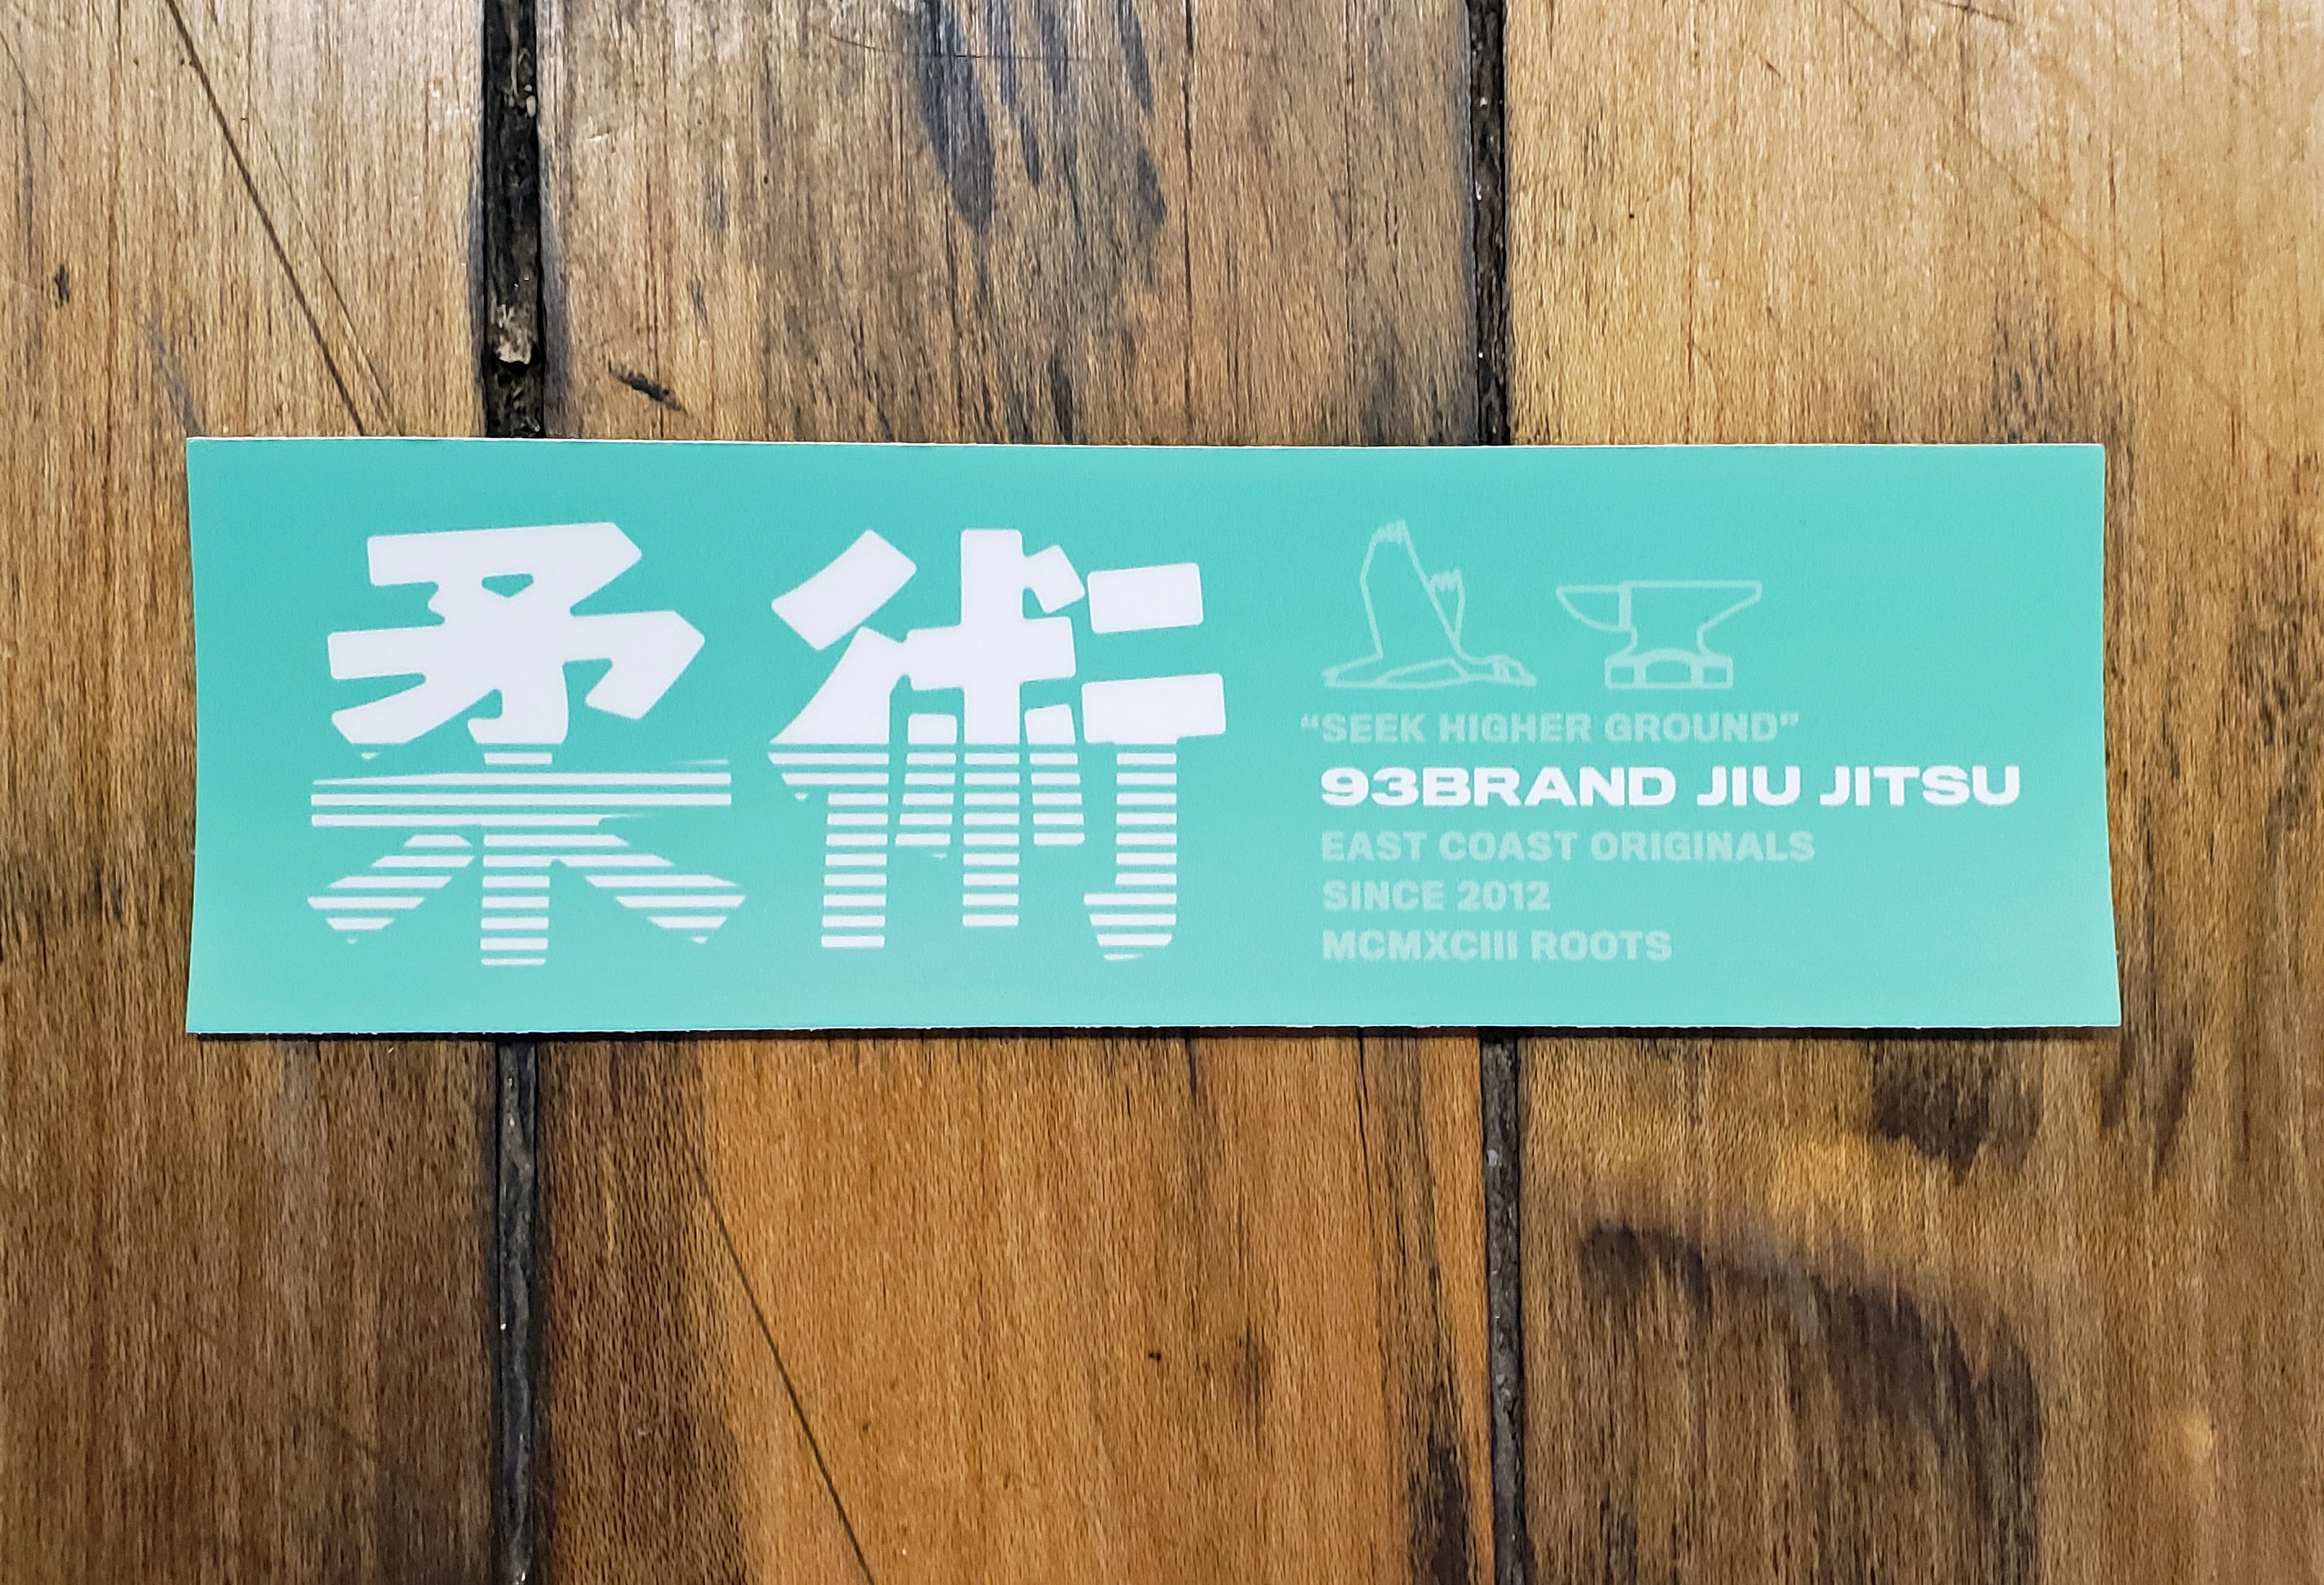 柔術
“SEEK HIGHER GROUND”
93BRAND JIU JITSU
EAST COAST ORIGINALS
SINCE 2012
MCMXCIII ROOTS